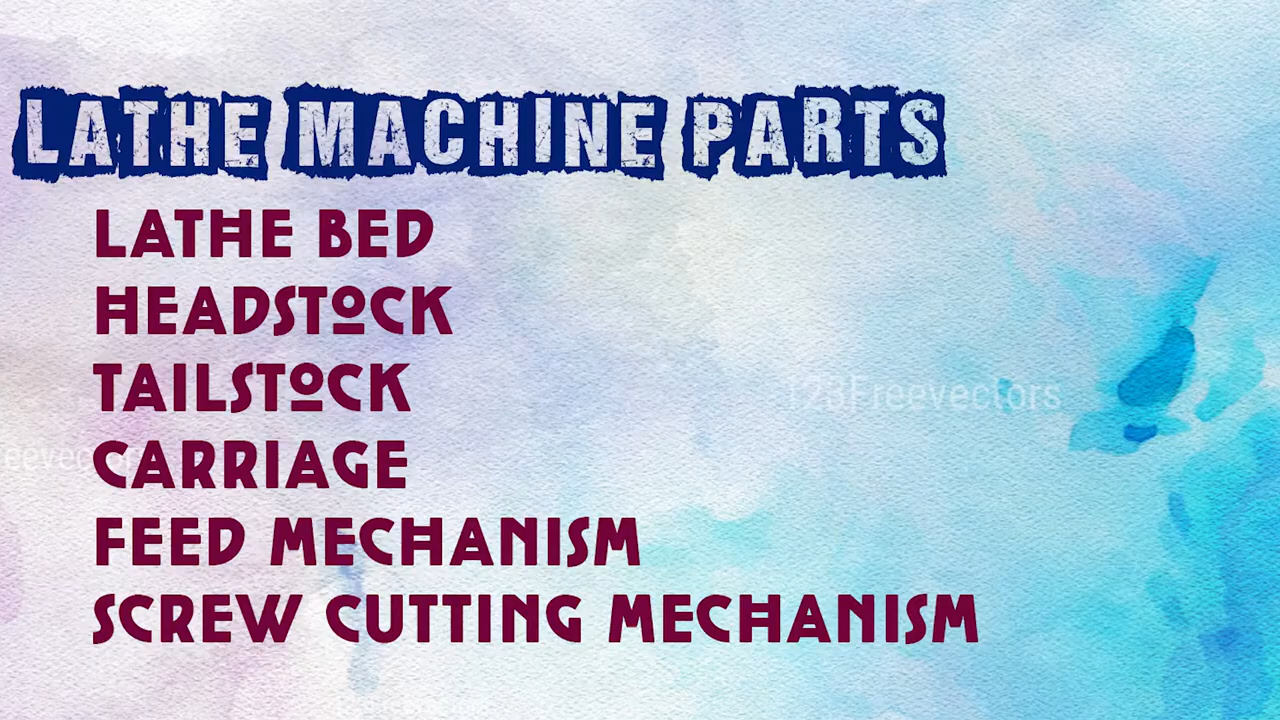 LATHE MACHINE PARTS
LATHE BED
HEADSTOCK
TAILSTOCK
123Freevectors
CARRIAGE
FEED MECHANISM
SCREW CUTTING MECHANISM